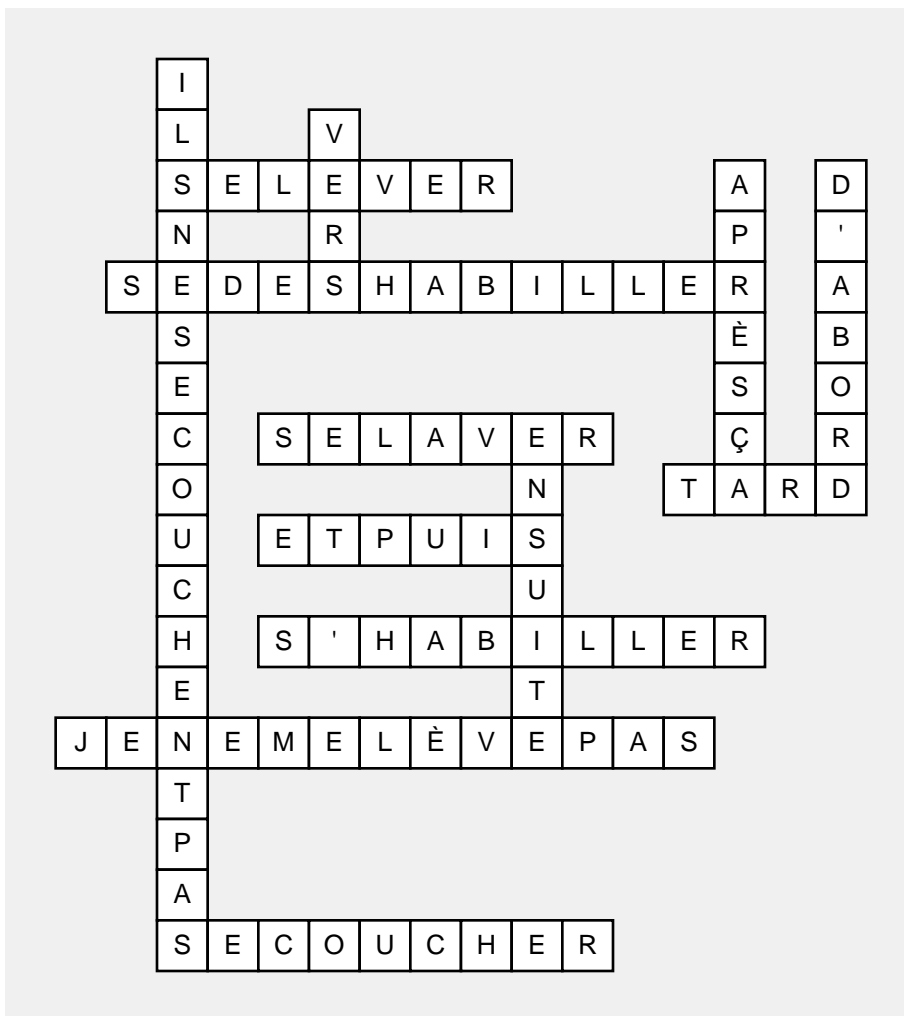 ILSNESECOUCHENTPAS
VERS
SELEVER
APRÈSÇA
D'ABORD
SEDESHABILLER
SELAVER
ENSUITE
TARD
ETPUIS
S'HABILLER
JENEMELÈVEPAS
SECOUCHER